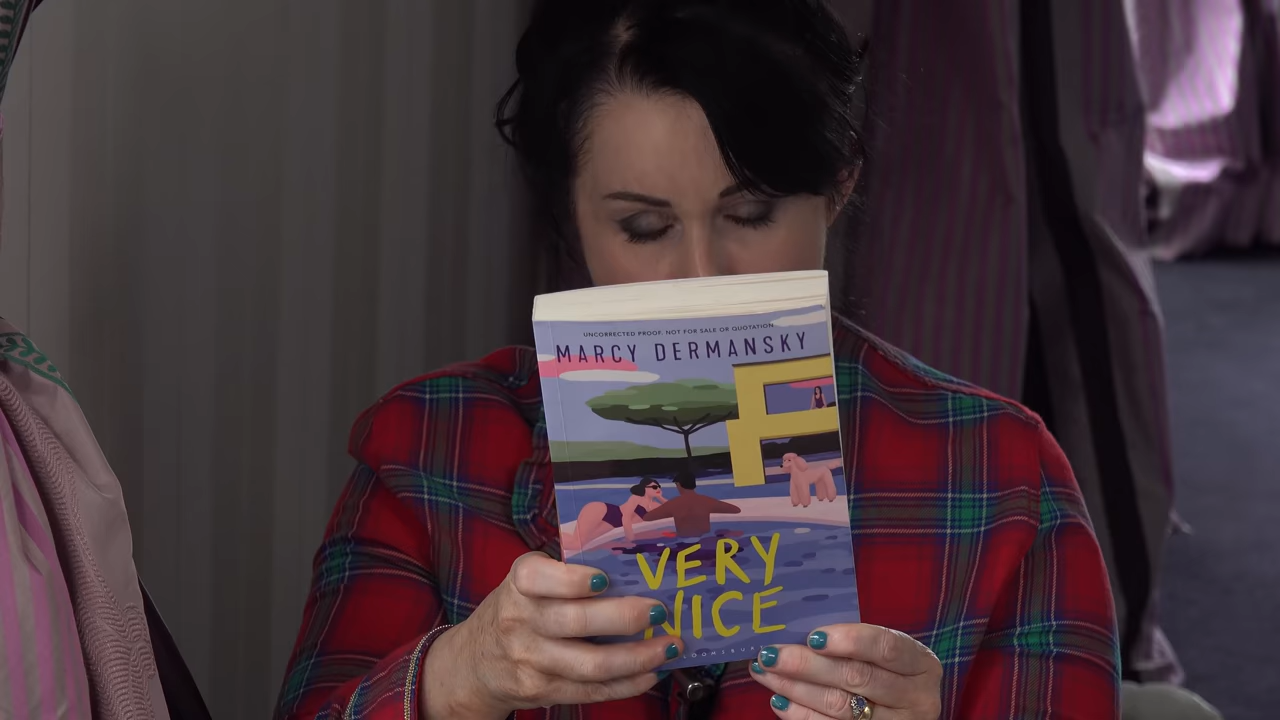 UNCORRECTED PROOF. NOT FOR SALE OR QUOTATION
MARCY DERMANSKY
VERY
NICE